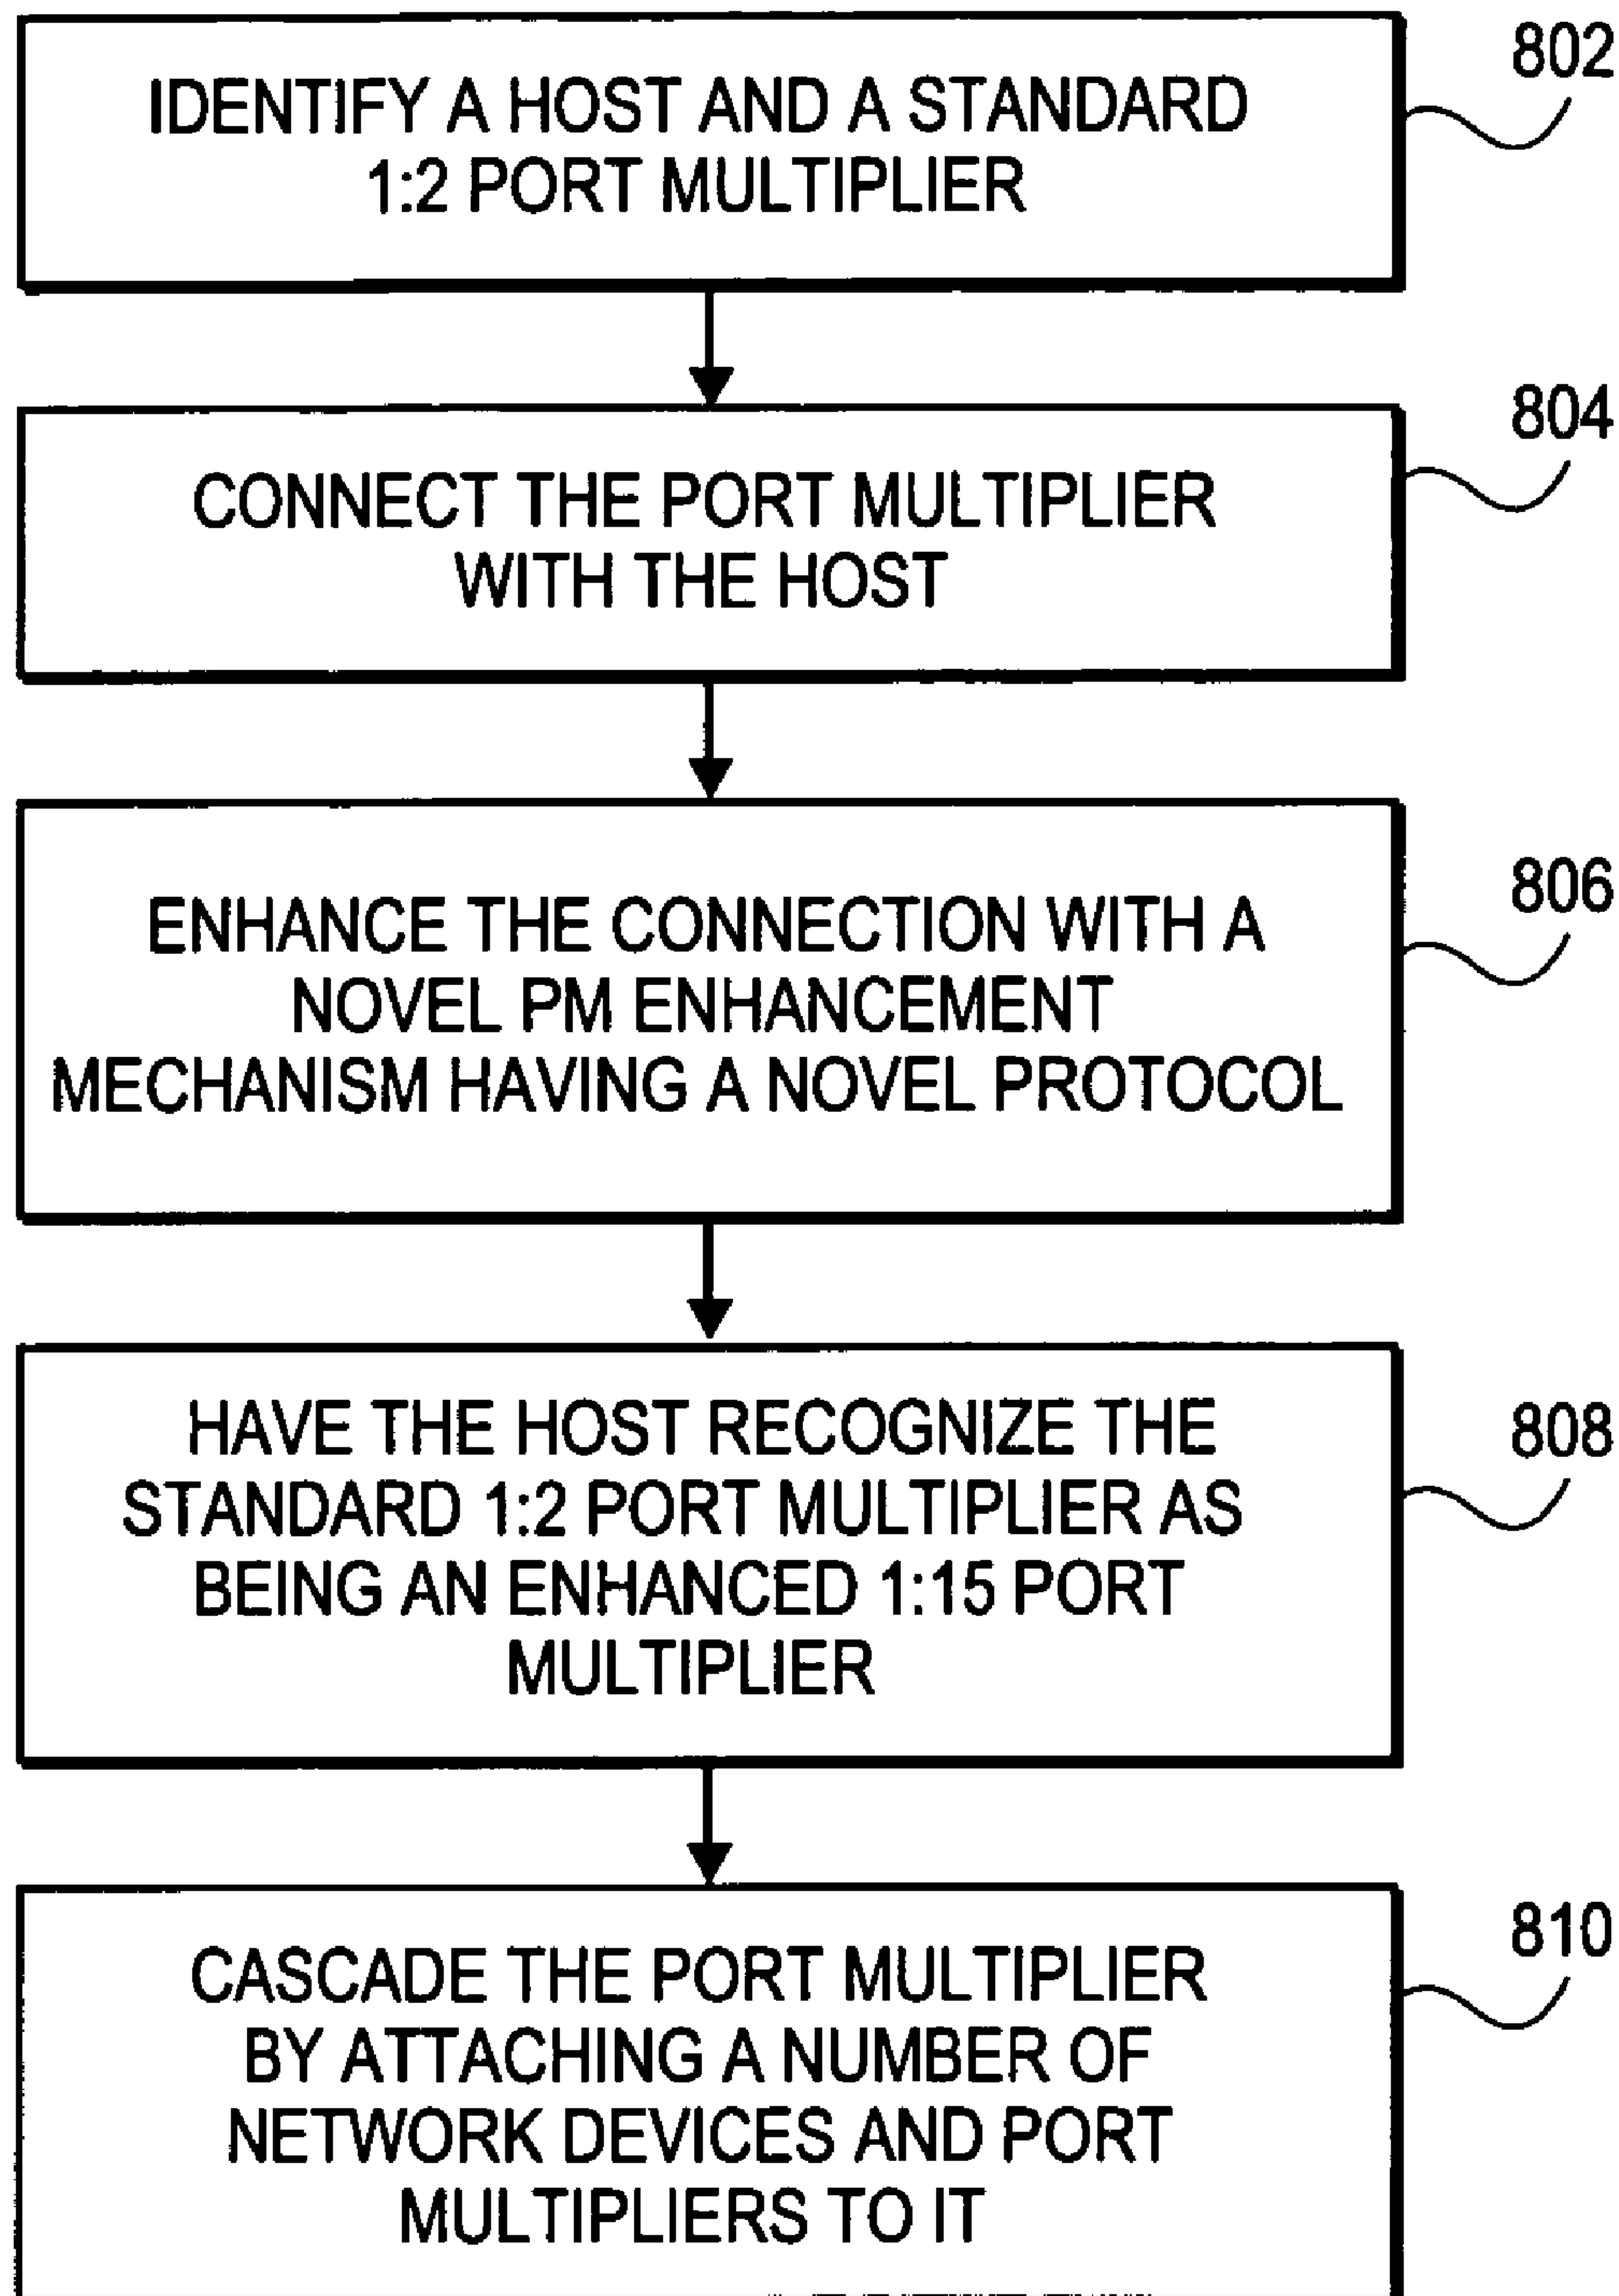 802
IDENTIFY A HOST AND A STANDARD
1:2 PORT MULTIPLIER
804
CONNECT THE PORT MULTIPLIER
WITH THE HOST
806
ENHANCE THE CONNECTION WITH A
NOVEL PM ENHANCEMENT
MECHANISM HAVING A NOVEL PROTOCOL
808
HAVE THE HOST RECOGNIZE THE
STANDARD 1:2 PORT MULTIPLIER AS
BEING AN ENHANCED 1:15 PORT
MULTIPLIER
810
CASCADE THE PORT MULTIPLIER
BY ATTACHING A NUMBER OF
NETWORK DEVICES AND PORT
MULTIPLIERS TO IT